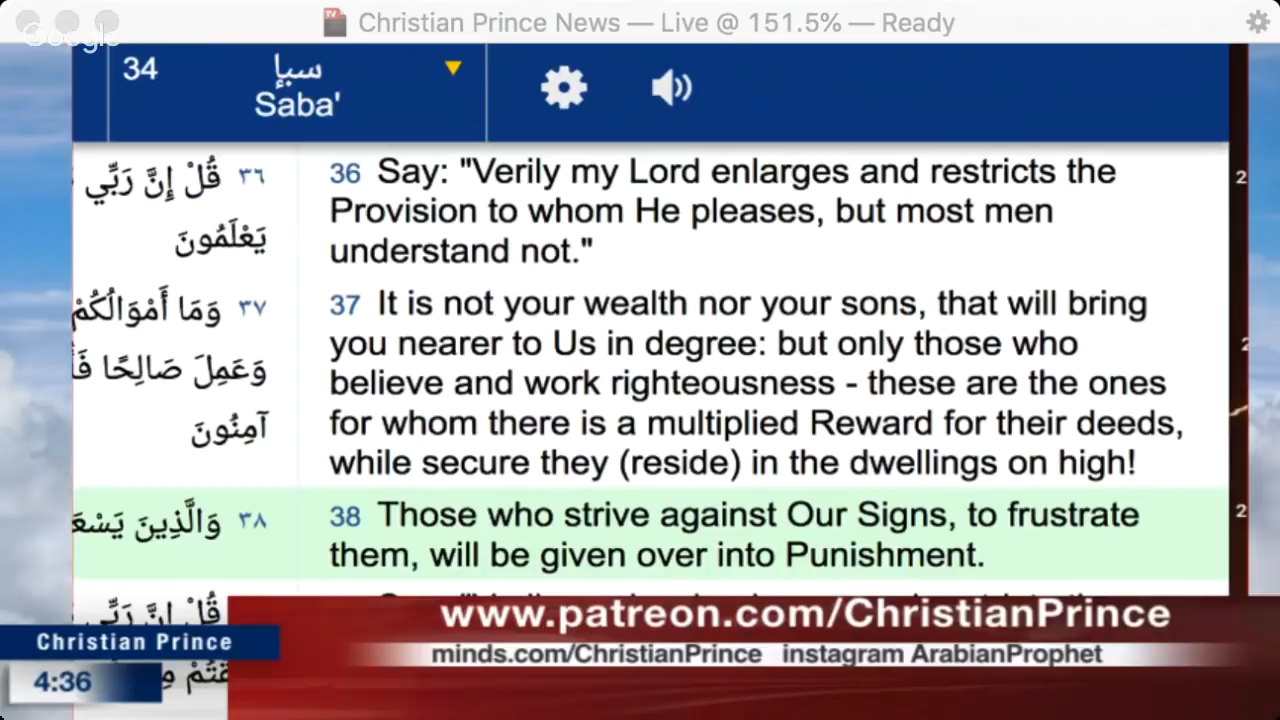 Christian Prince News — Live @ 151.5% — Ready
Google
34
سبإ
Saba'
٣٦ قُلْ إِنَّ رَبِّي
يَعْلَمُونَ
36 Say: "Verily my Lord enlarges and restricts the
Provision to whom He pleases, but most men
understand not."
٣٧ وَمَا أَمْوَالُكُمْ
وَعَمِلَ صَالِحًا
آمِنُونَ
37 It is not your wealth nor your sons, that will bring
you nearer to Us in degree: but only those who
believe and work righteousness - these are the ones
for whom there is a multiplied Reward for their deeds,
while secure they (reside) in the dwellings on high!
٣٨ وَالَّذِينَ
38 Those who strive against Our Signs, to frustrate
them, will be given over into Punishment.
قُلْ إِنَّ رَبِّي
2
2
2
www.patreon.com/ChristianPrince
Christian Prince
minds.com/ChristianPrince instagram ArabianProphet
4:36